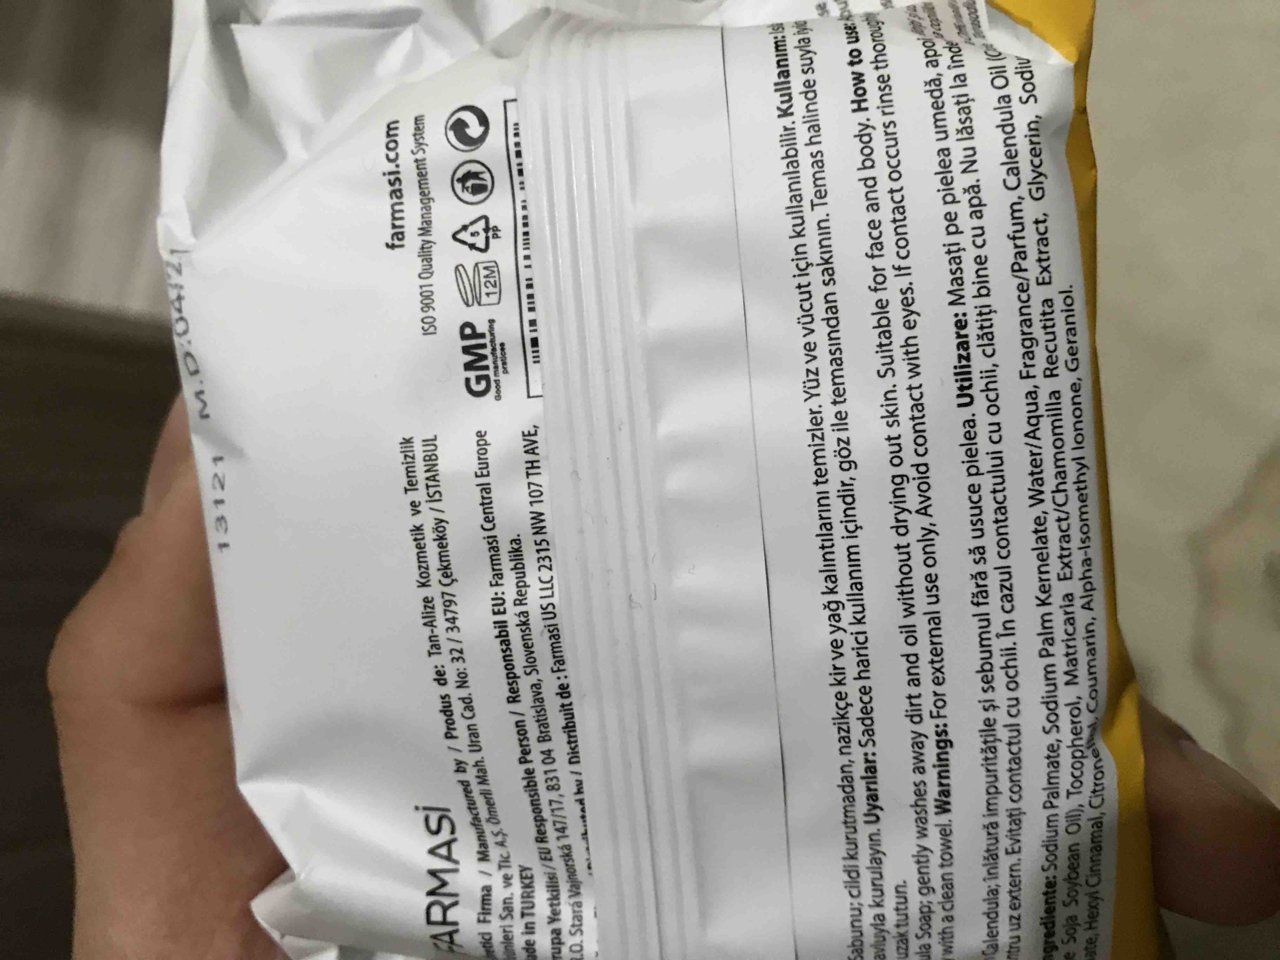 13121 M.D:04/21
farmasi.com
ISO 9001 Quality Management System
GMP
Good manufacturing
pratices
12M
5
PP
FARMASi
Firma / Manufactured by / Produs de: Tan-Alize Kozmetik ve Temizlik
San. ve Tic. A.Ş. Ömerli Mah. Uran Cad. No: 32 / 34797 Çekmeköy / İSTANBUL
in TURKEY
Yetkilisi / EU Responsible Person / Responsabil EU: Farmasi Central Europe
Stará Vajnorská 147/17, 831 04 Bratislava, Slovenská Republika.
/ Distribuit de : Farmasi US LLC 2315 NW 107 TH AVE,
Sabunu; cildi kurutmadan, nazikçe kir ve yağ kalıntılarını temizler. Yüz ve vücut için kullanılabilir. Kullanım:
kurulayın. Uyarılar: Sadece harici kullanım içindir, göz ile temasından sakının. Temas halinde suyla
uzak tutun.
Soap; gently washes away dirt and oil without drying out skin. Suitable for face and body. How to use:
with a clean towel. Warnings: For external use only. Avoid contact with eyes. If contact occurs rinse
Calendula; înlătură impuritățile și sebumul fără să usuce pielea. Utilizare: Masați pe pielea umedă,
uz extern. Evitați contactul cu ochii. În cazul contactului cu ochii, clătiți bine cu apă. Nu lăsați la
Sodium Palmate, Sodium Palm Kernelate, Water/Aqua, Fragrance/Parfum, Calendula Oil
Soja Soybean Oil), Tocopherol, Matricaria Extract/Chamomilla Recutita Extract, Glycerin,
Hexyl Cinnamal, Citronellol, Coumarin, Alpha-Isomethyl Ionone, Geraniol.